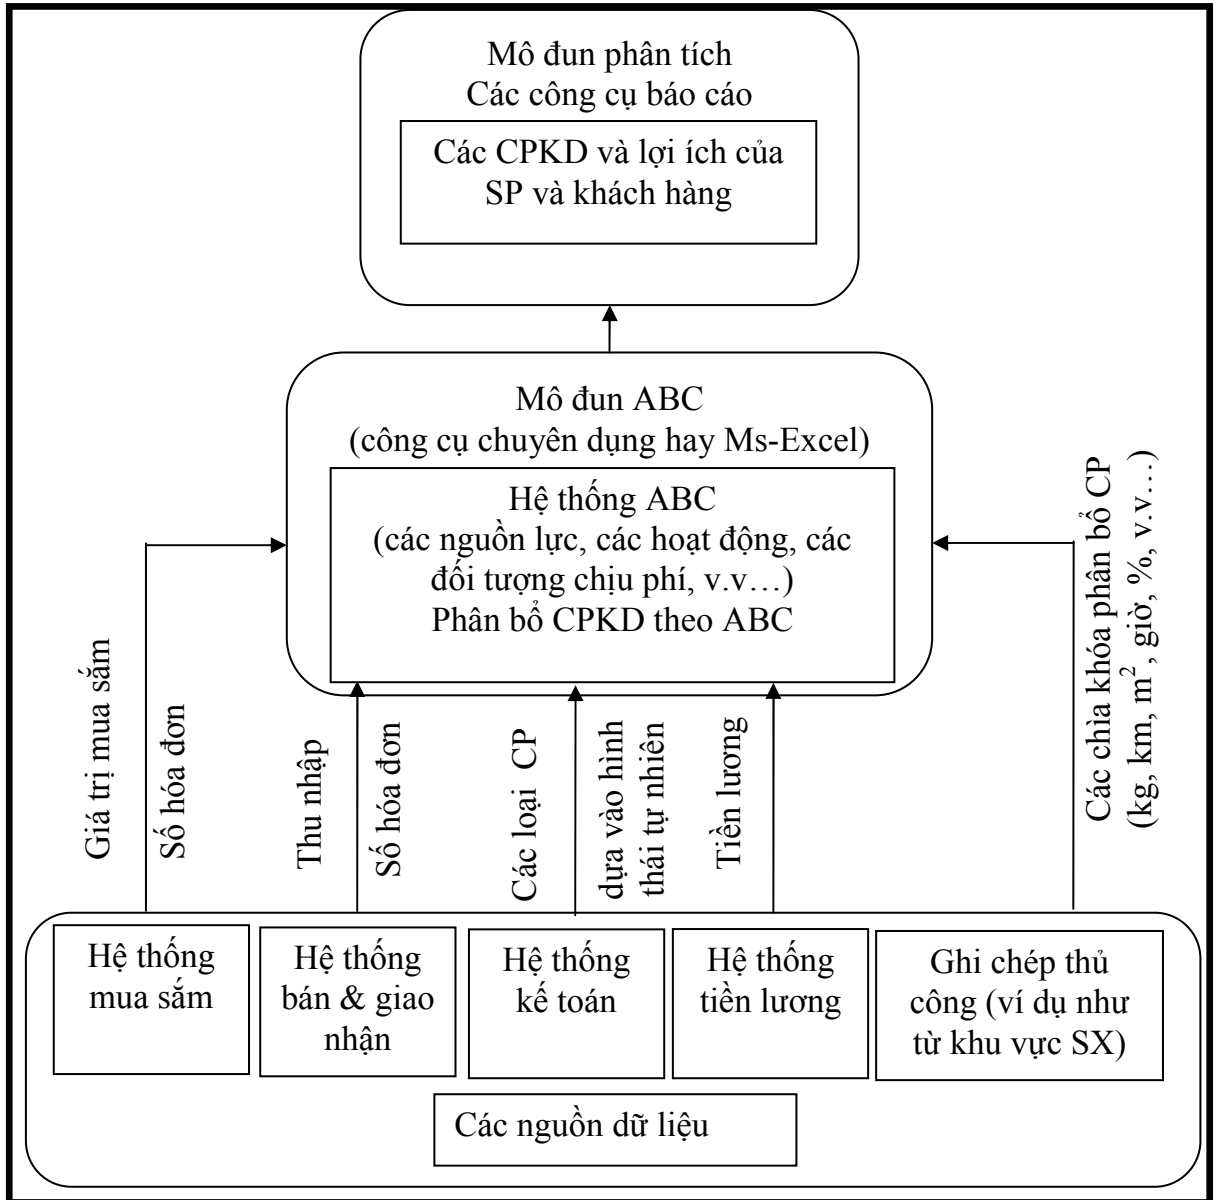 Mô đun phân tích
Các công cụ báo cáo
Các CPKD và lợi ích của
SP và khách hàng
Mô đun ABC
(công cụ chuyên dụng hay Ms-Excel)
Hệ thống ABC
(các nguồn lực, các hoạt động, các
đối tượng chịu phí, v.v…)
Phân bổ CPKD theo ABC
Giá trị mua sắm
Số hóa đơn
Thu nhập
Số hóa đơn
Các loại CP
dựa vào hình
thái tự nhiên
Tiền lương
Các chìa khóa phân bổ CP
(kg, km, m², giờ, %, v.v…)
Hệ thống
mua sắm
Hệ thống
bán & giao
nhận
Hệ thống
kế toán
Hệ thống
tiền lương
Ghi chép thủ
công (ví dụ như
từ khu vực SX)
Các nguồn dữ liệu